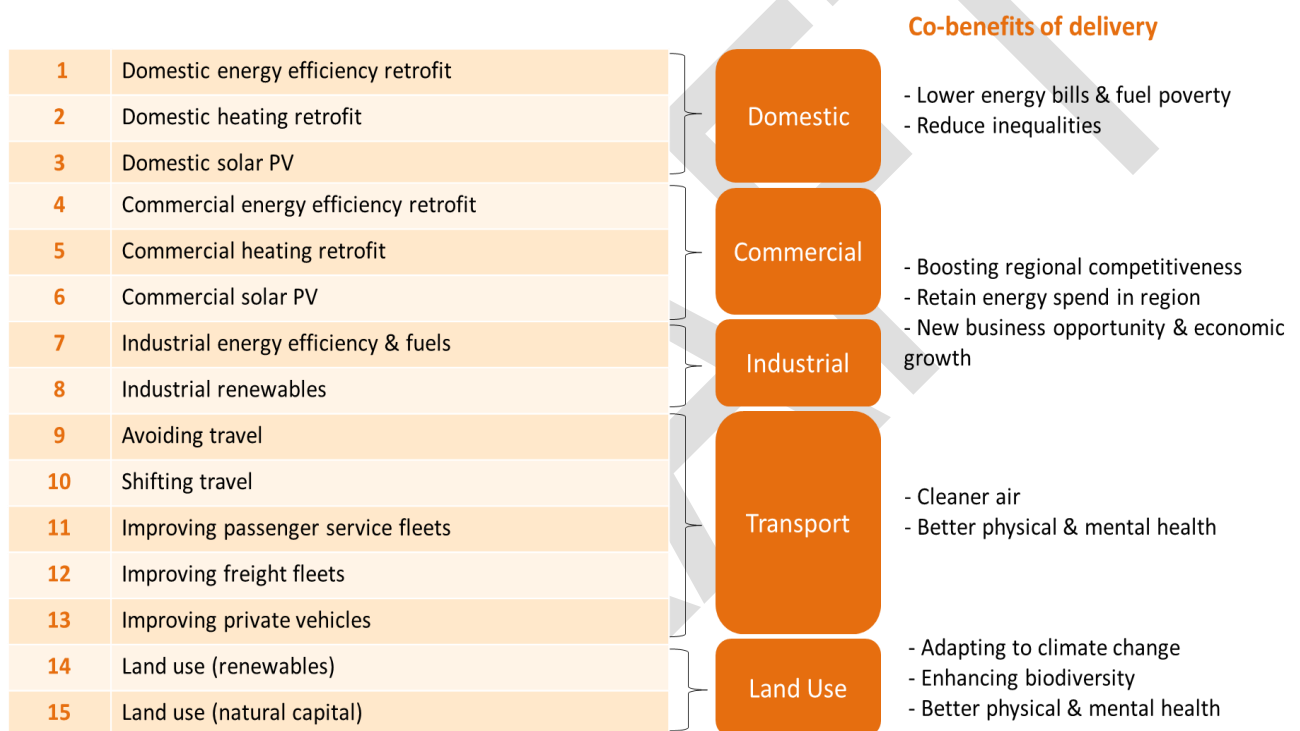 Co-benefits of delivery
1 Domestic energy efficiency retrofit
2 Domestic heating retrofit
3 Domestic solar PV
4 Commercial energy efficiency retrofit
5 Commercial heating retrofit
6 Commercial solar PV
7 Industrial energy efficiency & fuels
8 Industrial renewables
9 Avoiding travel
10 Shifting travel
11 Improving passenger service fleets
12 Improving freight fleets
13 Improving private vehicles
14 Land use (renewables)
15 Land use (natural capital)
Domestic
Commercial
Industrial
Transport
Land Use
- Lower energy bills & fuel poverty
- Reduce inequalities
- Boosting regional competitiveness
- Retain energy spend in region
- New business opportunity & economic
growth
- Cleaner air
- Better physical & mental health
- Adapting to climate change
- Enhancing biodiversity
- Better physical & mental health